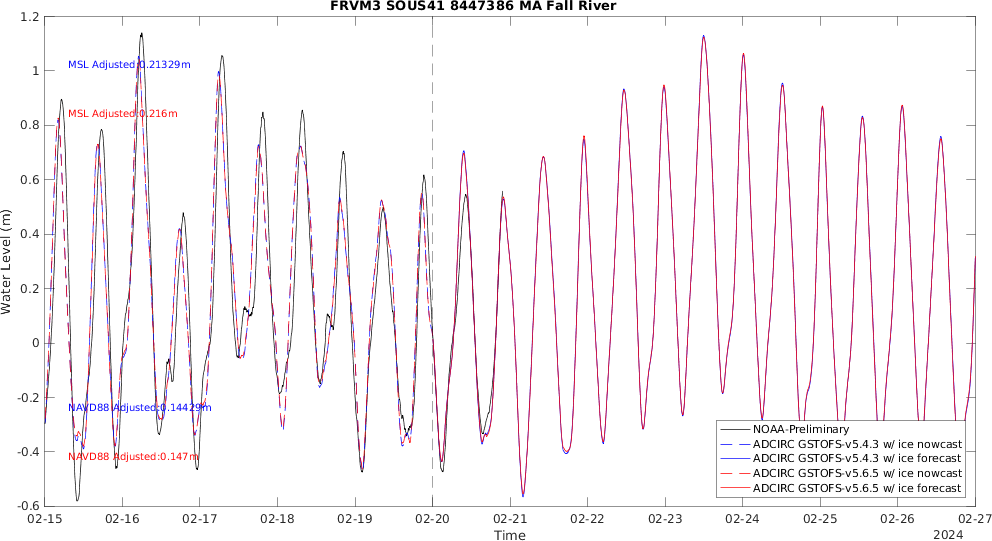 FRVM3 SOUS41 8447386 MA Fall River
1.2
1
0.8
0.6
0.4
0.2
0
-0.2
-0.4
-0.6
Water Level (m)
MSL Adjusted:0.21329m
MSL Adjusted:0.216m
NAVD88 Adjusted:0.14429m
NAVD88 Adjusted:0.147m
NOAA-Preliminary
ADCIRC GSTOFS-v5.4.3 w/ ice nowcast
ADCIRC GSTOFS-v5.4.3 w/ ice forecast
ADCIRC GSTOFS-v5.6.5 w/ ice nowcast
ADCIRC GSTOFS-v5.6.5 w/ ice forecast
02-15 02-16 02-17 02-18 02-19 02-20 02-21 02-22 02-23 02-24 02-25 02-26 02-27
Time
2024